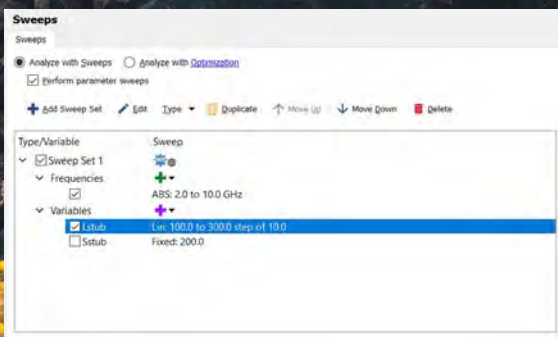 Sweeps
Sweeps
Analyze with Sweeps Analyze with Optimization
Perform parameter sweeps
Add Sweep Set Edit Type Duplicate Move Up Move Down Delete
Type/Variable Sweep
Sweep Set 1
Frequencies
ABS: 2.0 to 10.0 GHz
Variables
Lstub Lin: 100.0 to 300.0 step of 10.0
Sstub Fixed: 200.0